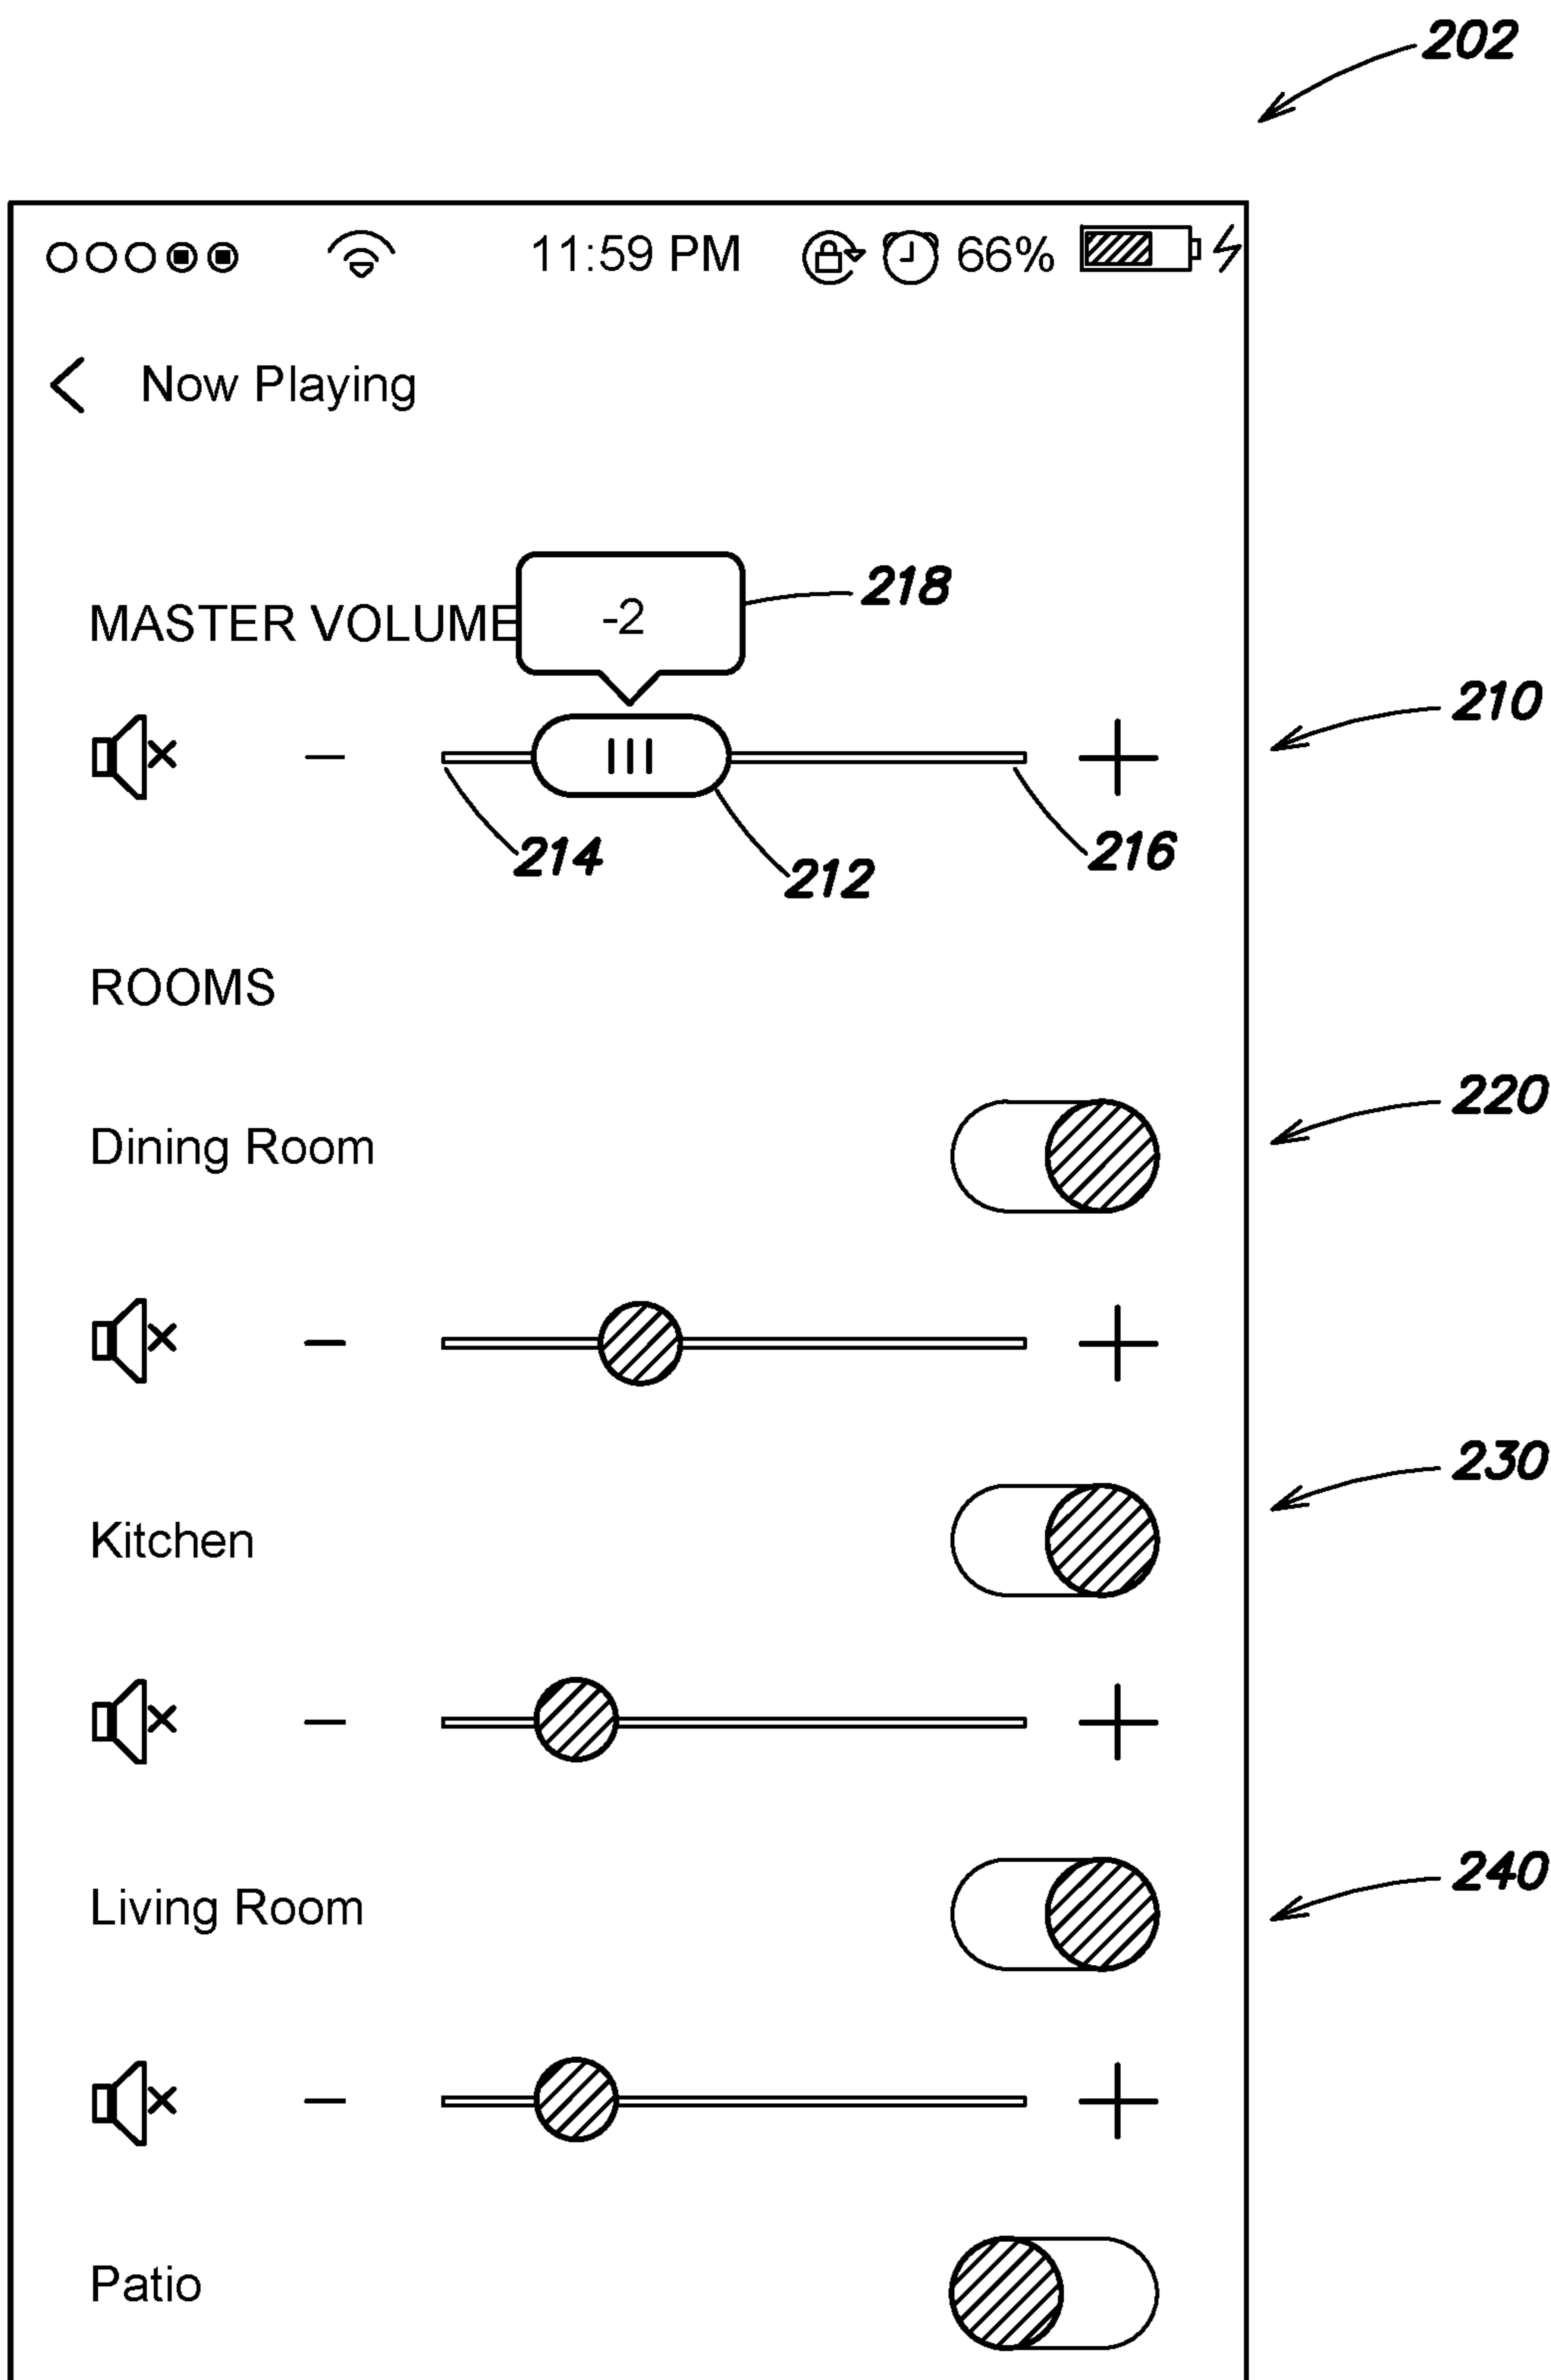 202
11:59 PM 66%
Now Playing
-2
218
MASTER VOLUME
210
214
212
216
ROOMS
220
Dining Room
230
Kitchen
240
Living Room
Patio